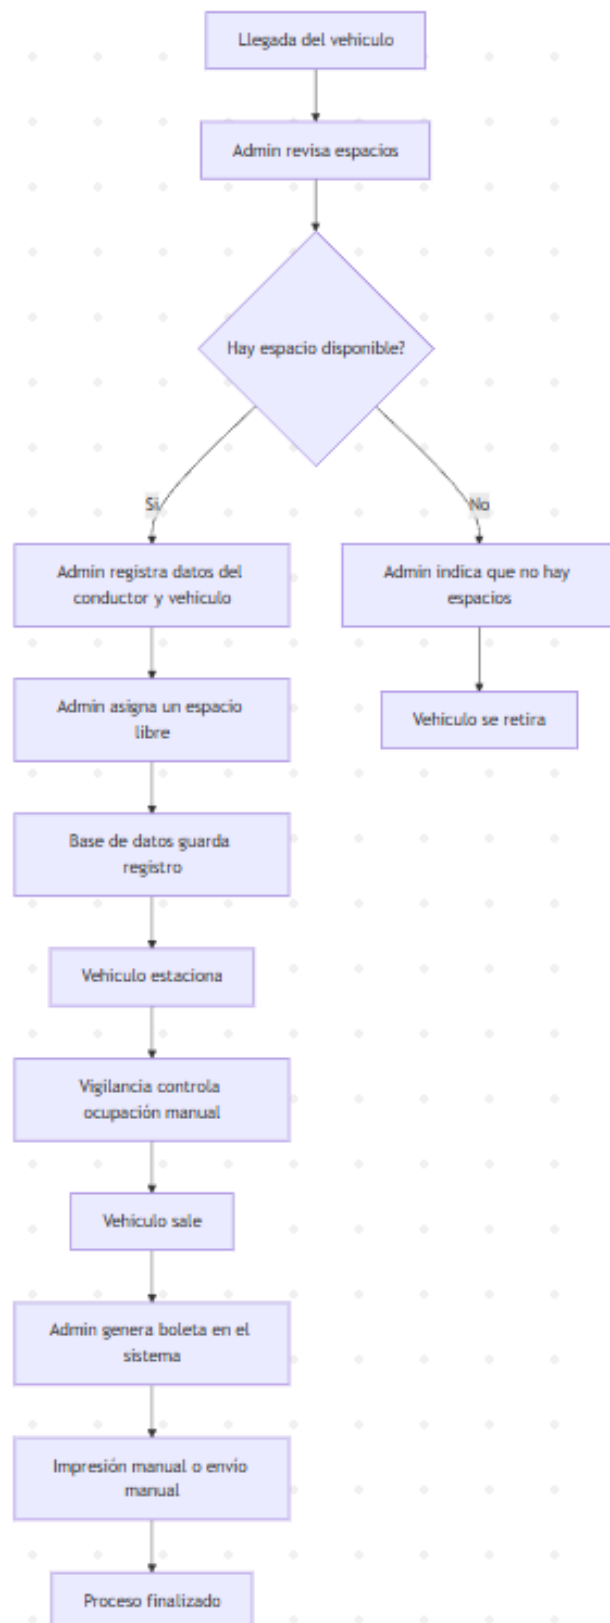 Llegada del vehiculo
Admin revisa espacios
Hay espacio disponible?
Si
No
Admin registra datos del
conductor y vehiculo
Admin indica que no hay
espacios
Admin asigna un espacio
libre
Vehiculo se retira
Base de datos guarda
registro
Vehiculo estaciona
Vigilancia controla
ocupación manual
Vehiculo sale
Admin genera boleta en el
sistema
Impresión manual o envio
manual
Proceso finalizado